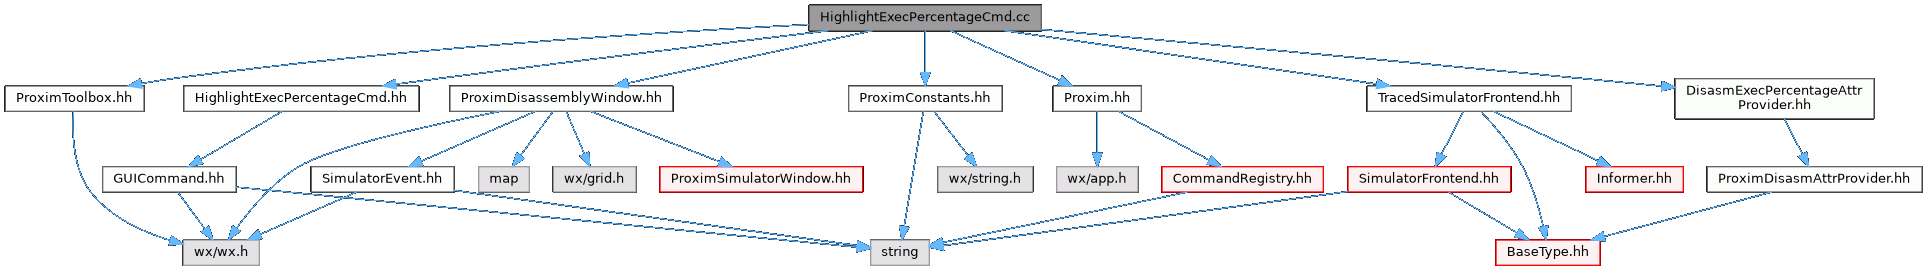 HighlightExecPercentageCmd.cc
ProximToolbox.hh
HighlightExecPercentageCmd.hh
ProximDisassemblyWindow.hh
ProximConstants.hh
Proxim.hh
TracedSimulatorFrontend.hh
DisasmExecPercentageAttr
Provider.hh
GUICommand.hh
SimulatorEvent.hh
map
wx/grid.h
ProximSimulatorWindow.hh
wx/string.h
wx/app.h
CommandRegistry.hh
SimulatorFrontend.hh
Informer.hh
ProximDisasmAttrProvider.hh
wx/wx.h
string
BaseType.hh